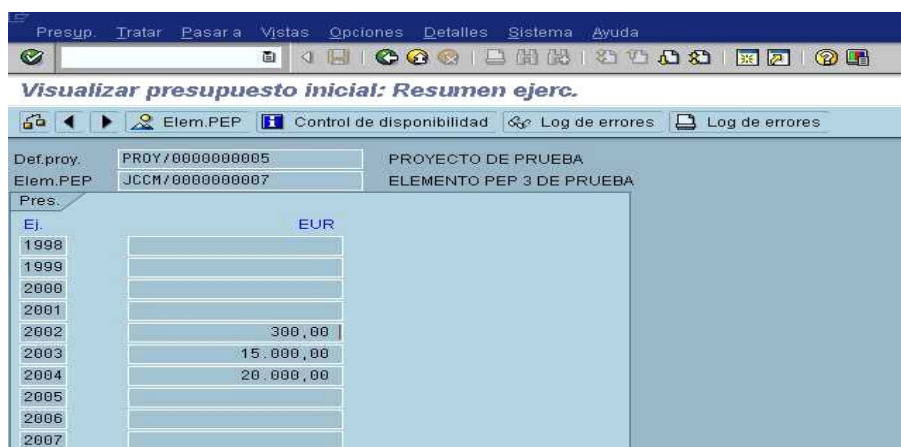 Presup. Tratar Pasar a Vistas Opciones Detalles Sistema Ayuda
Visualizar presupuesto inicial: Resumen ejerc.
Elem.PEP Control de disponibilidad Log de errores Log de errores
Def.proy. PROY/0000000005 PROYECTO DE PRUEBA
Elem.PEP JCCM/0000000007 ELEMENTO PEP 3 DE PRUEBA
Pres.
Ej. EUR
1998
1999
2000
2001
2002 300,00
2003 15.000,00
2004 20.000,00
2005
2006
2007